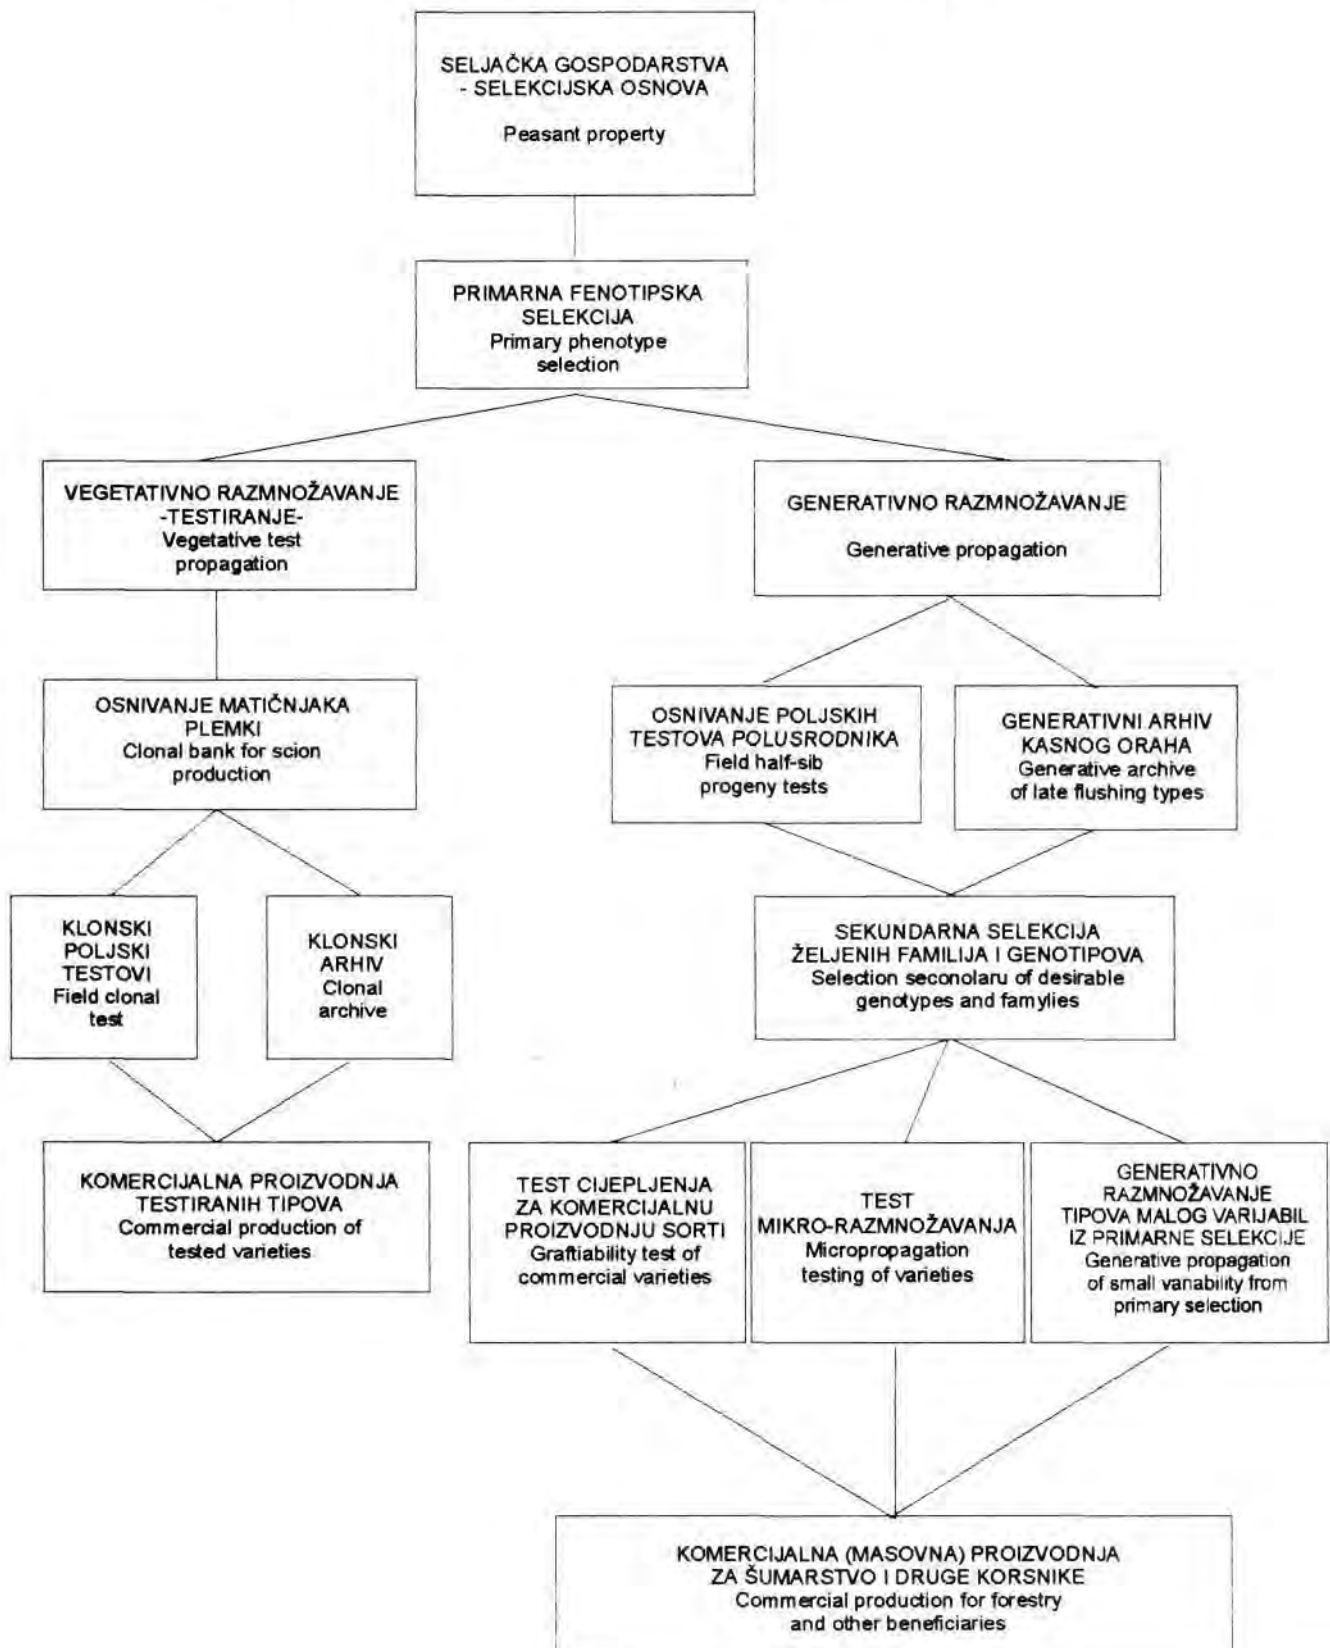 SELJAČKA GOSPODARSTVA
- SELEKCIJSKA OSNOVA
Peasant property
PRIMARNA FENOTIPSKA
SELEKCIJA
Primary phenotype
selection
VEGETATIVNO RAZMNOŽAVANJE
-TESTIRANJE-
Vegetative test
propagation
GENERATIVNO RAZMNOŽAVANJE
Generative propagation
OSNIVANJE MATIČNJAKA
PLEMKI
Clonal bank for scion
production
OSNIVANJE POLJSKIH
TESTOVA POLUSRODNIKA
Field half-sib
progeny tests
GENERATIVNI ARHIV
KASNOG ORAHA
Generative archive
of late flushing types
KLONSKI
POLJSKI
TESTOVI
Field clonal
test
KLONSKI
ARHIV
Clonal
archive
SEKUNDARNA SELEKCIJA
ŽELJENIH FAMILIJA I GENOTIPOVA
Selection seconolaru of desirable
genotypes and famylies
KOMERCIJALNA PROIZVODNJA
TESTIRANIH TIPOVA
Commercial production of
tested varieties
TEST CIJEPLJENJA
ZA KOMERCIJALNU
PROIZVODNJU SORTI
Graftiability test of
commercial varieties
TEST
MIKRO-RAZMNOŽAVANJA
Micropropagation
testing of varieties
GENERATIVNO
RAZMNOŽAVANJE
TIPOVA MALOG VARIJABIL
IZ PRIMARNE SELEKCIJE
Generative propagation
of small vanability from
primary selection
KOMERCIJALNA (MASOVNA) PROIZVODNJA
ZA ŠUMARSTVO I DRUGE KORSNIKE
Commercial production for forestry
and other beneficiaries